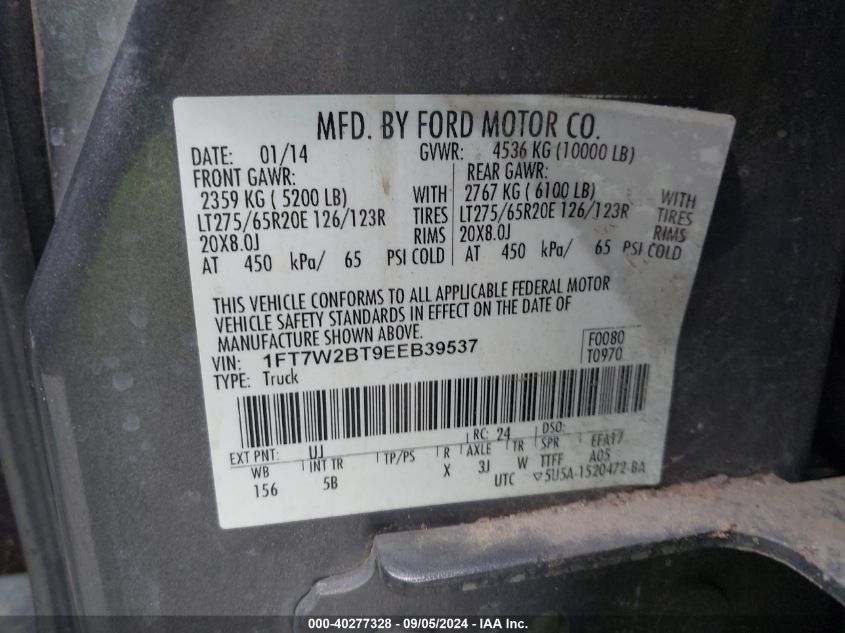 MFD. BY FORD MOTOR CO.
DATE: 01/14 GVWR: 4536 KG (10000 LB)
FRONT GAWR: REAR GAWR:
2359 KG ( 5200 LB) WITH 2767 KG ( 6100 LB) WITH
LT275/65R20E 126/123R TIRES LT275/65R20E 126/123R TIRES
20X8.0J RIMS 20X8.0J RIMS
AT 450 kPa/ 65 PSI COLD AT 450 kPa/ 65 PSI COLD
THIS VEHICLE CONFORMS TO ALL APPLICABLE FEDERAL MOTOR
VEHICLE SAFETY STANDARDS IN EFFECT ON THE DATE OF
MANUFACTURE SHOWN ABOVE.
VIN: 1FT7W2BT9EEB39537 F0080
TYPE: Truck T0970
EXT PNT: UJ RC: 24 DSO:
WB INT TR TP/PS R AXLE TR SPR EFA17
156 5B X 3J W TTFF A05
UTC ▽5U5A-1520472-BA
000-40277328 - 09/05/2024 - IAA Inc.